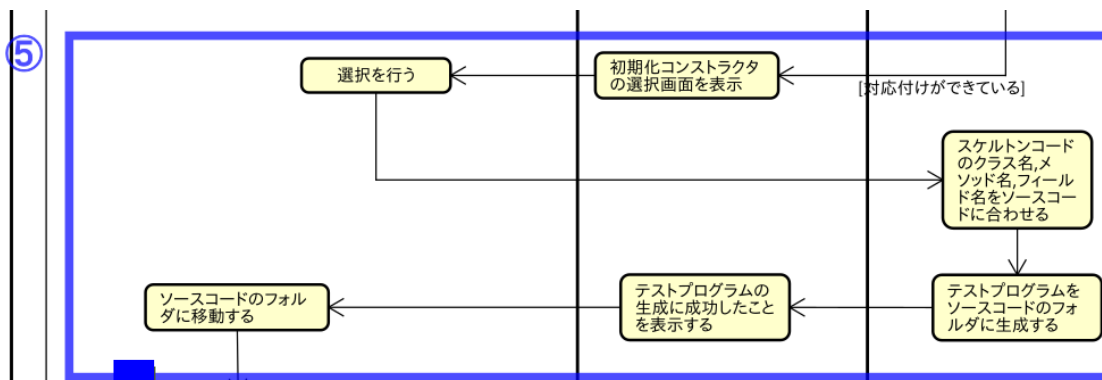 ⑤
選択を行う
初期化コンストラクタ
の選択画面を表示
[対応付けができている]
スケルトンコード
のクラス名,メ
ソッド名,フィール
ド名をソースコー
ドに合わせる
ソースコードのフォル
ダに移動する
テストプログラムの
生成に成功したこと
を表示する
テストプログラムを
ソースコードのフォ
ルダに生成する